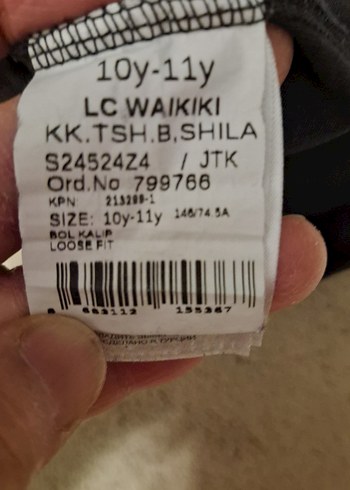 10y-11y
LC WAIKIKI
KK.TSH.B,SHILA
S24524Z4 / JTK
Ord.No 799766
KPN: 213289-1
SIZE: 10y-11y 146/74.5A
BOL KALIP
LOOSE FIT